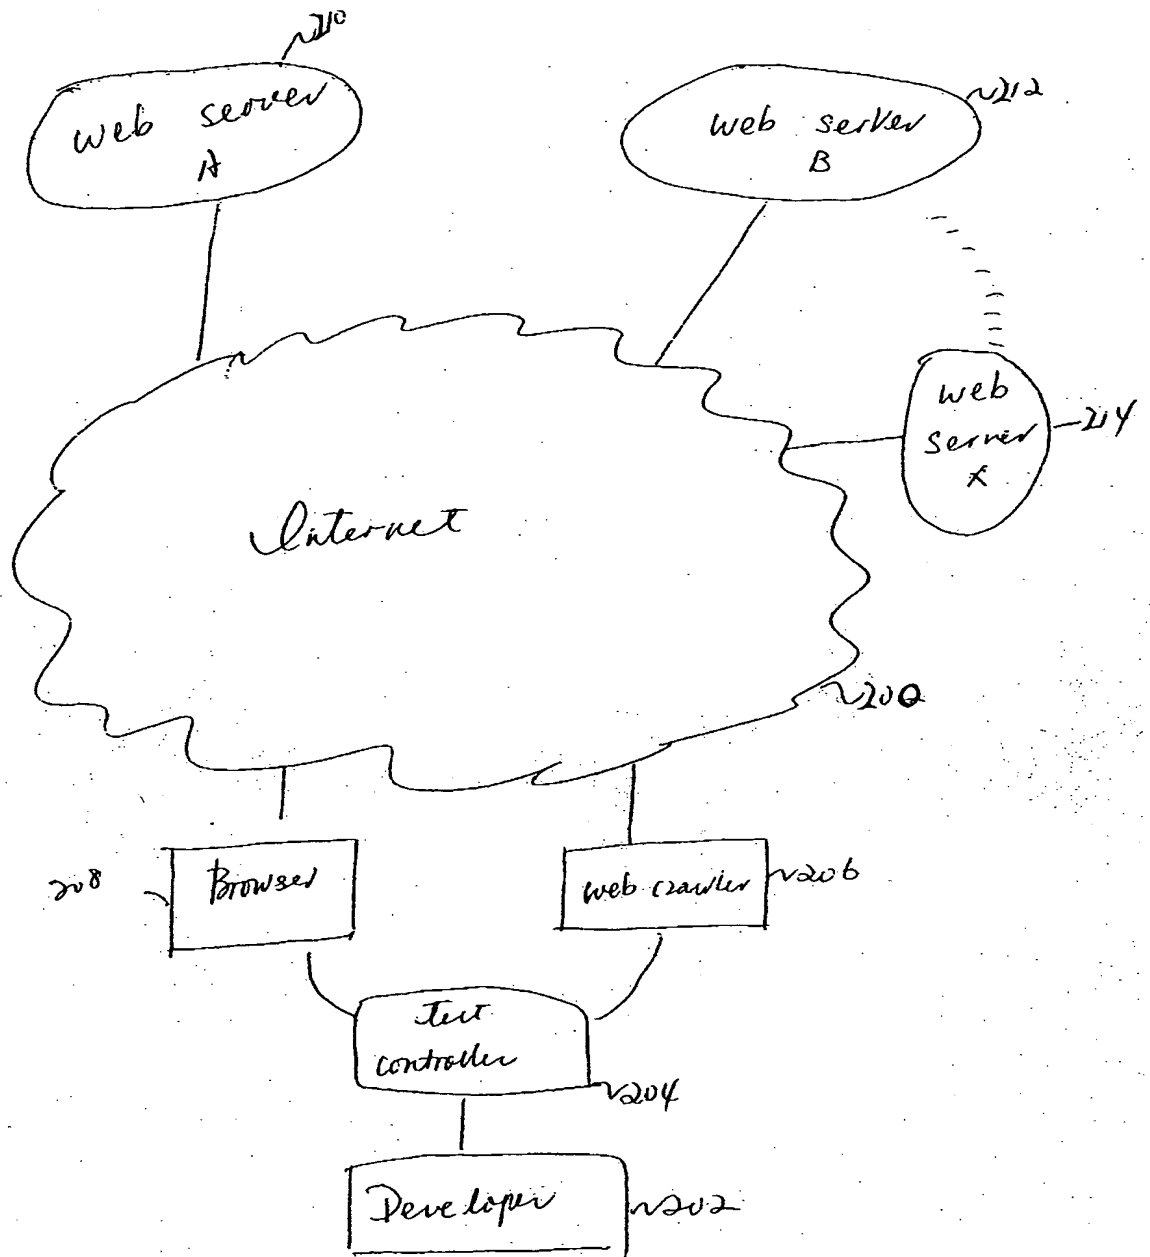 210
web server
A
212
web server
B
web
server
X
214
Internet
200
208
Browser
web crawler
206
Test
controller
204
Developer
202